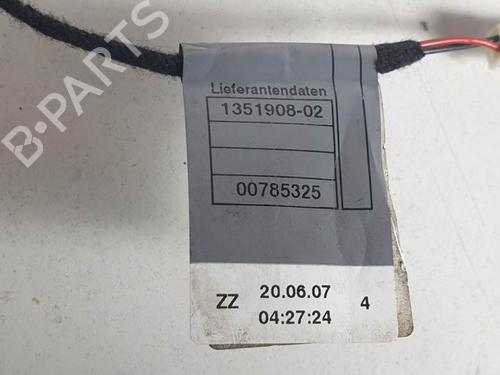 B-PARTS
Lieferantendaten
1351908-02
00785325
ZZ 20.06.07 4
04:27:24